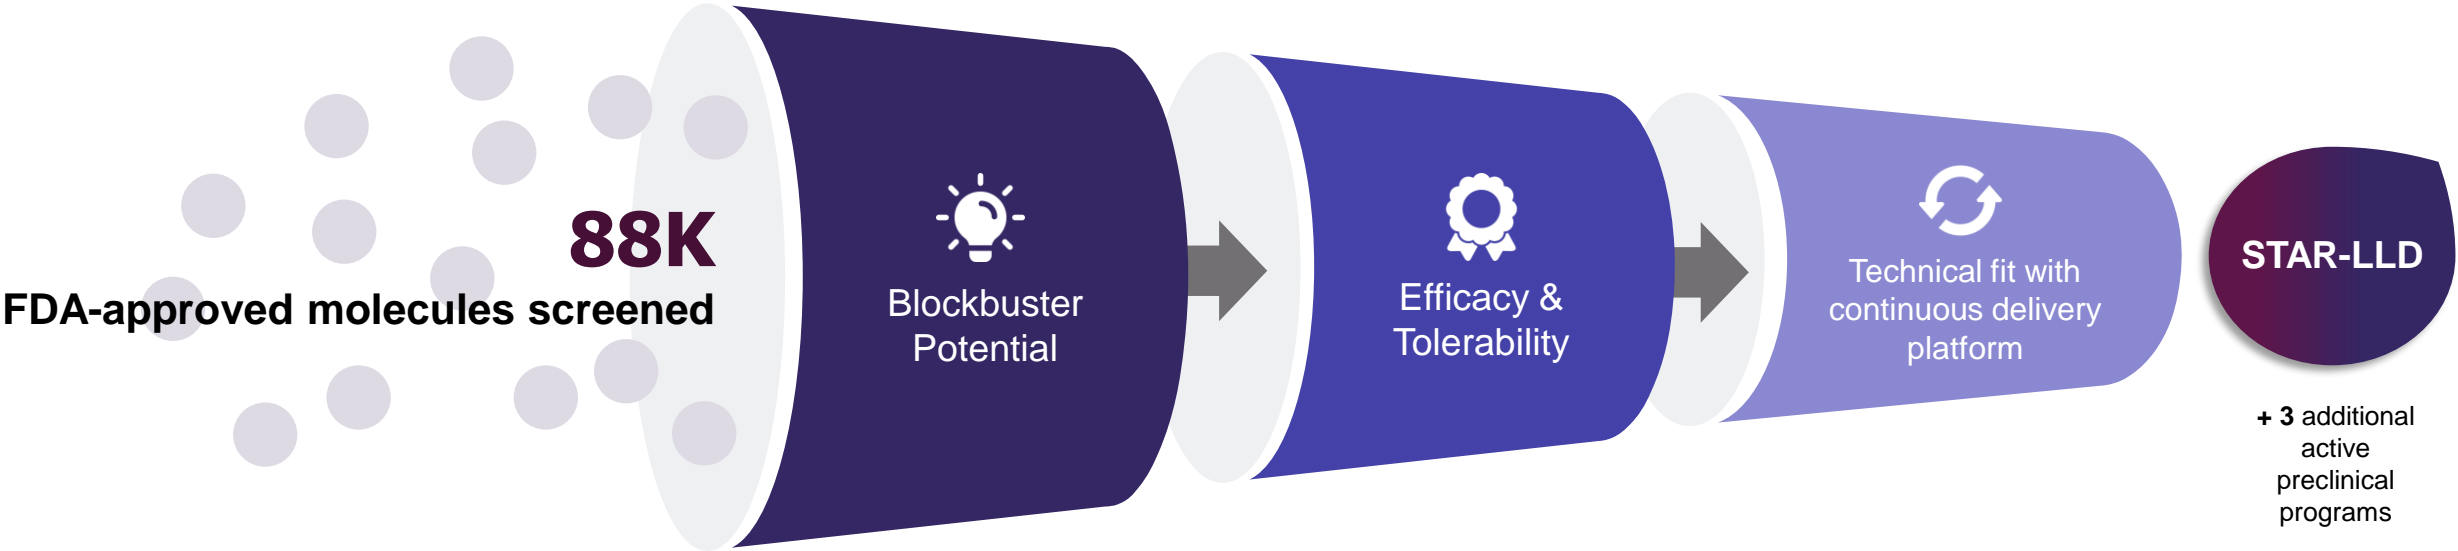 88K
FDA-approved molecules screened
Blockbuster
Potential
Efficacy &
Tolerability
Technical fit with
continuous delivery
platform
STAR-LLD
+ 3 additional
active
preclinical
programs